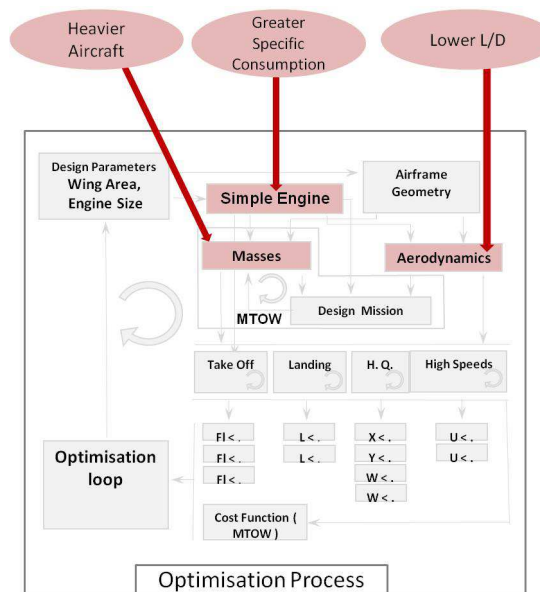 Heavier
Aircraft
Greater
Specific
Consumption
Lower L/D
Design Parameters
Wing Area,
Engine Size
Simple Engine
Airframe
Geometry
Masses
Aerodynamics
MTOW
Design Mission
Take Off
Landing
H. Q.
High Speeds
Fl < .
Fl < .
Fl < .
L < .
L < .
X < .
Y < .
W < .
W < .
U < .
U < .
Optimisation
loop
Cost Function (
MTOW )
Optimisation Process